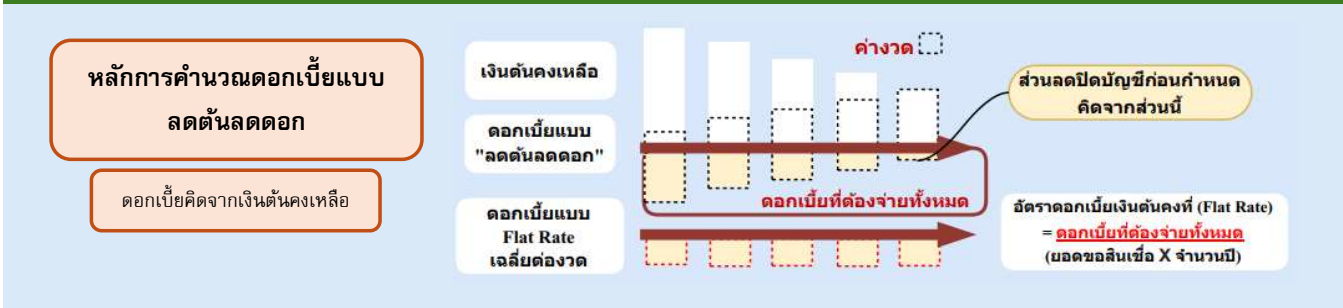 หลักการคำนวณดอกเบี้ยแบบ
ลดต้นลดดอก
ดอกเบี้ยคิดจากเงินต้นคงเหลือ
เงินต้นคงเหลือ
ค่างวด
ส่วนลดปิดบัญชีก่อนกำหนด
คิดจากส่วนนี้
ดอกเบี้ยแบบ
"ลดต้นลดดอก"
ดอกเบี้ยที่ต้องจ่ายทั้งหมด
ดอกเบี้ยแบบ
Flat Rate
เฉลี่ยต่องวด
อัตราดอกเบี้ยเงินต้นคงที่ (Flat Rate)
= ดอกเบี้ยที่ต้องจ่ายทั้งหมด
(ยอดขอสินเชื่อ X จำนวนปี)